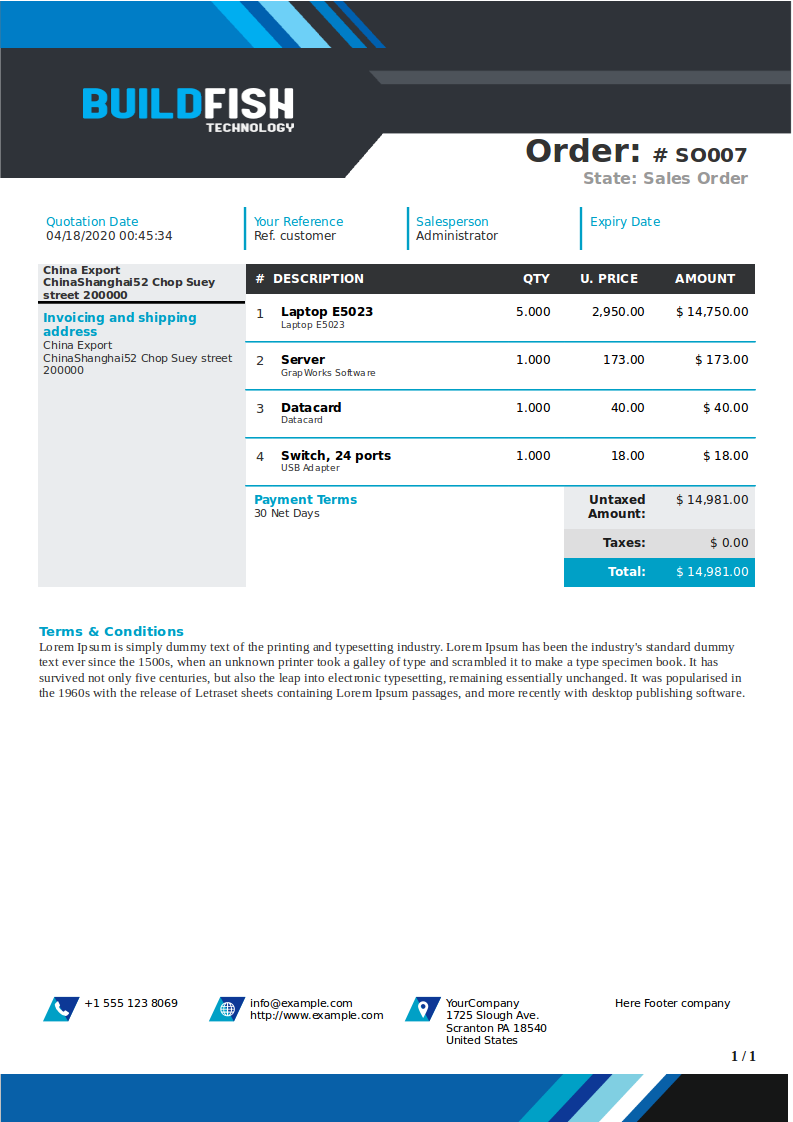 BUILDFISH
TECHNOLOGY
Order: # SO007
State: Sales Order
Quotation Date
04/18/2020 00:45:34
Your Reference
Ref. customer
Salesperson
Administrator
Expiry Date
China Export
ChinaShanghai52 Chop Suey
street 200000
Invoicing and shipping
address
China Export
ChinaShanghai52 Chop Suey street
200000
# DESCRIPTION QTY U. PRICE AMOUNT
1 Laptop E5023 5.000 2,950.00 $ 14,750.00
Laptop E5023
2 Server 1.000 173.00 $ 173.00
GrapWorks Software
3 Datacard 1.000 40.00 $ 40.00
Datacard
4 Switch, 24 ports 1.000 18.00 $ 18.00
USB Adapter
Payment Terms
30 Net Days
Untaxed $ 14,981.00
Amount:
Taxes: $ 0.00
Total: $ 14,981.00
Terms & Conditions
Lorem Ipsum is simply dummy text of the printing and typesetting industry. Lorem Ipsum has been the industry's standard dummy
text ever since the 1500s, when an unknown printer took a galley of type and scrambled it to make a type specimen book. It has
survived not only five centuries, but also the leap into electronic typesetting, remaining essentially unchanged. It was popularised in
the 1960s with the release of Letraset sheets containing Lorem Ipsum passages, and more recently with desktop publishing software.
+1 555 123 8069
info@example.com
http://www.example.com
YourCompany
1725 Slough Ave.
Scranton PA 18540
United States
Here Footer company
1 / 1